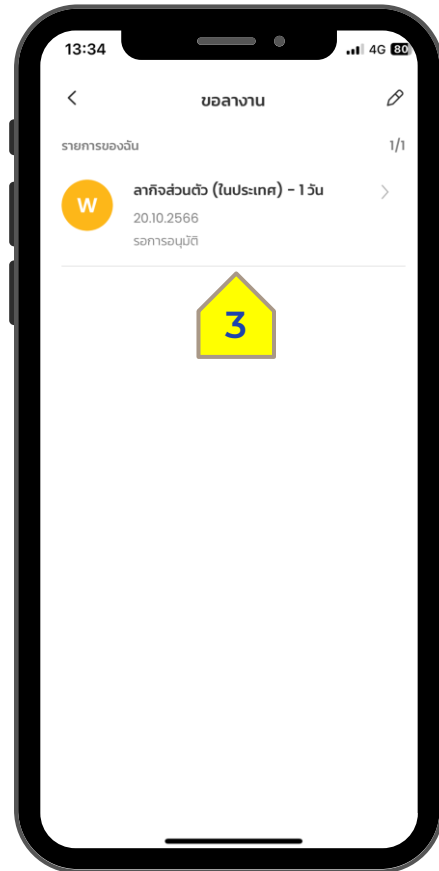 13:34 4G 80
ขอลางาน
รายการของฉัน 1/1
W
ลากิจส่วนตัว (ในประเทศ) - 1 วัน
20.10.2566
รอการอนุมัติ
3